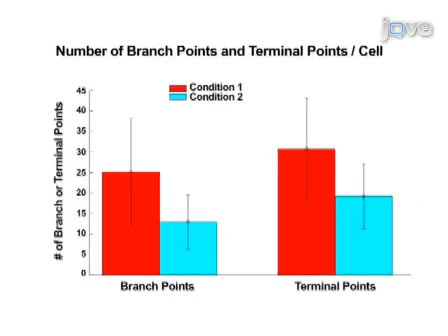 jove
Number of Branch Points and Terminal Points / Cell
Condition 1
Condition 2
# of Branch or Terminal Points
45
40
35
30
25
20
15
10
5
0
Branch Points
Terminal Points